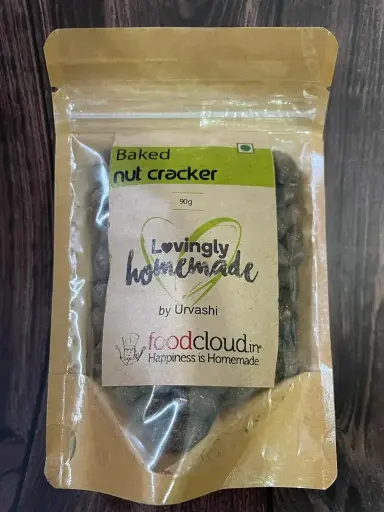 Baked
nut cracker
90g
Lovingly
homemade
by Urvashi
foodcloud.in®
Happiness is Homemade